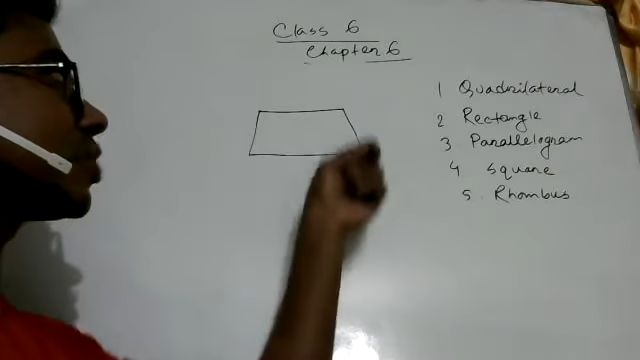 Class 6
Chapter 6
1 Quadrilateral
2 Rectangle
3 Parallelogram
4 Square
5. Rhombus